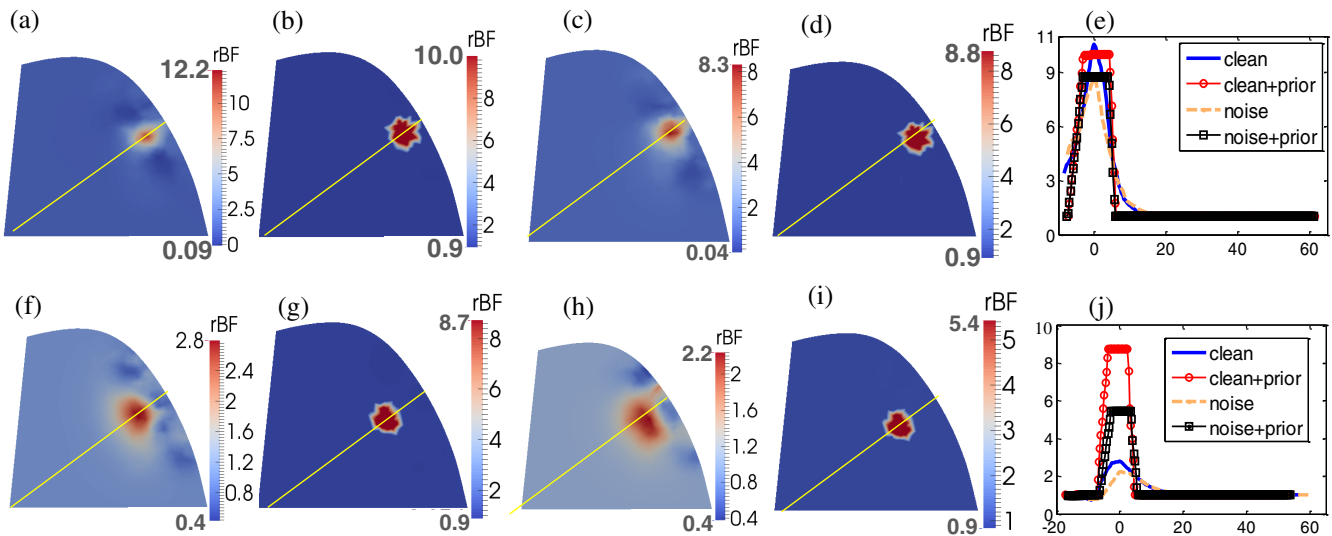 (a)
rBF
12.2
10
7.5
5
2.5
0
0.09
(b)
rBF
10.0
8
6
4
2
0.9
(c)
rBF
8.3
8
6
4
2
0.04
(d)
rBF
8.8
8
6
4
2
0.9
(e)
11
9
6
3
0
0
20
40
60
clean
clean+prior
noise
noise+prior
(f)
rBF
2.8
2.4
2
1.6
1.2
0.8
0.4
(g)
rBF
8.7
8
6
4
2
0.9
(h)
rBF
2.2
2
1.6
1.2
0.8
0.4
(i)
rBF
5.4
5
4
3
2
1
0.9
(j)
10
8
6
4
2
0
-20
0
20
40
60
clean
clean+prior
noise
noise+prior